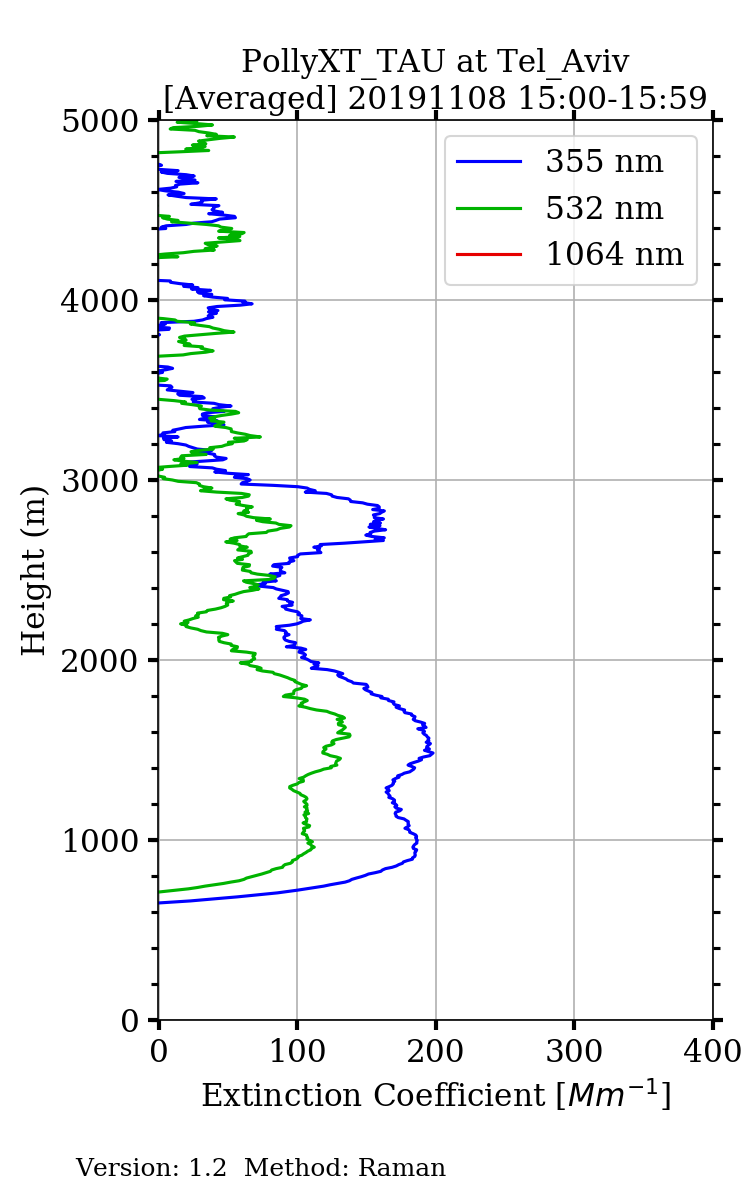 PollyXT_TAU at Tel_Aviv
[Averaged] 20191108 15:00-15:59
5000
4000
3000
2000
1000
0
Height (m)
355 nm
532 nm
1064 nm
0 100 200 300 400
Extinction Coefficient [Mm⁻¹]
Version: 1.2 Method: Raman